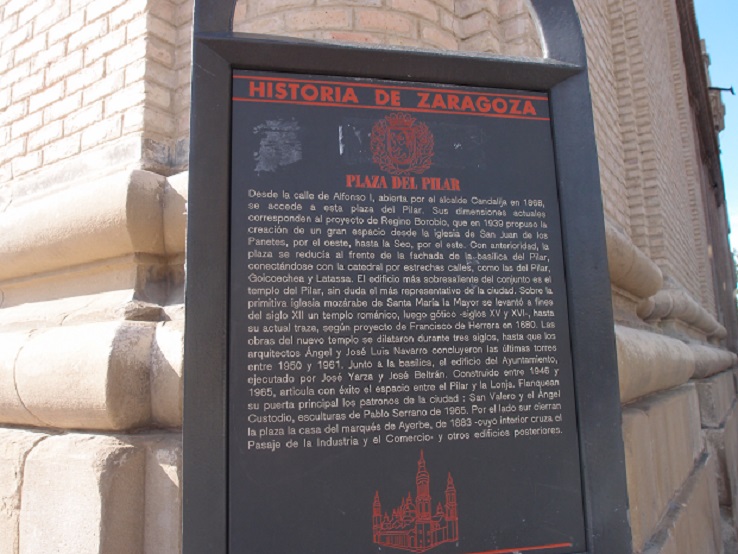 HISTORIA DE ZARAGOZA
PLAZA DEL PILAR
Desde la calle de Alfonso I, abierta por el alcalde Candalija en 1868,
se accede a esta plaza del Pilar. Sus dimensiones actuales
corresponden al proyecto de Regino Borobio, que en 1939 propuso la
creación de un gran espacio desde la iglesia de San Juan de los
Panetes, por el oeste, hasta la Seo, por el este. Con anterioridad, la
plaza se reducía al frente de la fachada de la basílica del Pilar,
conectándose con la catedral por estrechas calles, como las del Pilar,
Goicoechea y Latassa. El edificio más sobresaliente del conjunto es el
templo del Pilar, sin duda el más representativo de la ciudad. Sobre la
primitiva iglesia mozárabe de Santa María la Mayor se levantó a fines
del siglo XII un templo románico, luego gótico -siglos XV y XVI-, hasta
su actual traza, según proyecto de Francisco de Herrera en 1680. Las
obras del nuevo templo se dilataron durante tres siglos, hasta que los
arquitectos Ángel y José Luis Navarro concluyeron las últimas torres
entre 1950 y 1961. Junto a la basílica, el edificio del Ayuntamiento,
ejecutado por José Yarza y José Beltrán. Construido entre 1946 y
1965, articula con éxito el espacio entre el Pilar y la Lonja. Flanquean
su puerta principal los patronos de la ciudad ; San Valero y el Ángel
Custodio, esculturas de Pablo Serrano de 1965. Por el lado sur cierran
la plaza la casa del marqués de Ayerbe, de 1883 -cuyo interior cruza el
Pasaje de la Industria y el Comercio- y otros edificios posteriores.